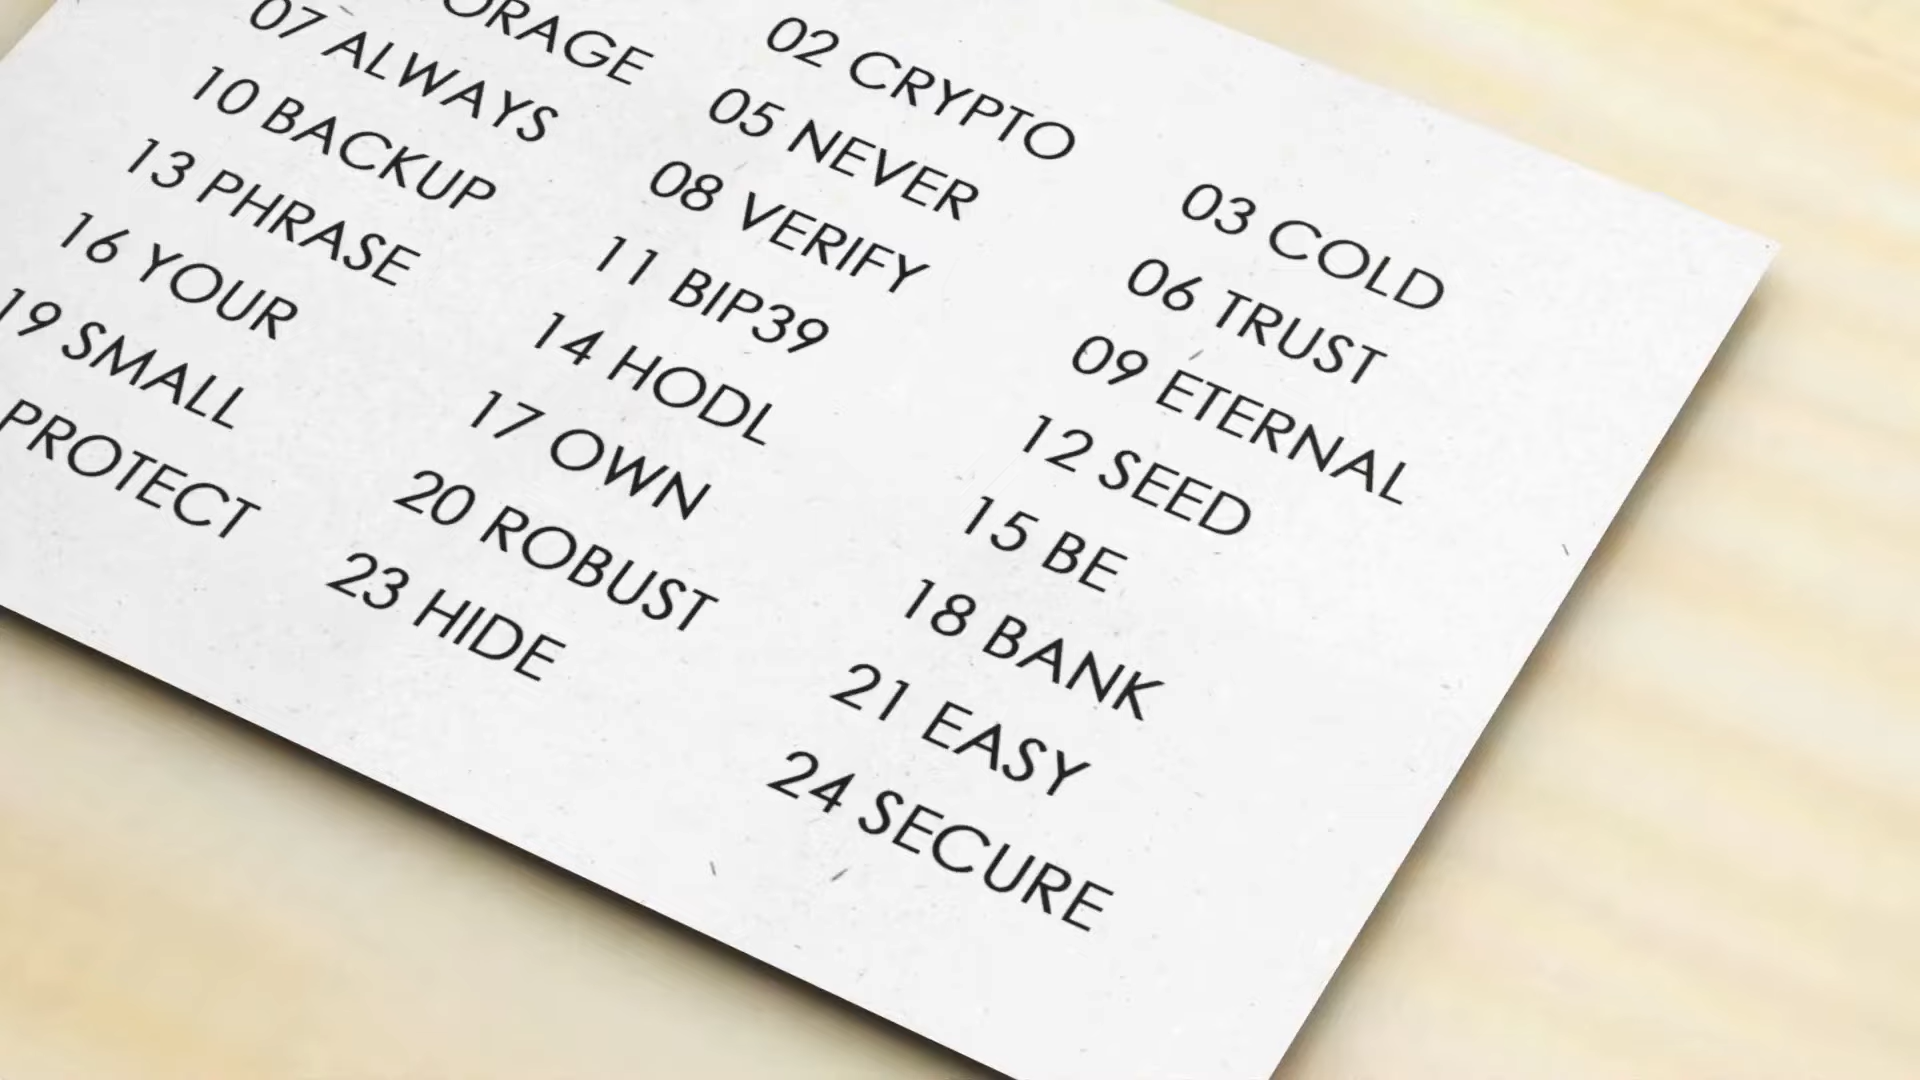 02 CRYPTO 03 COLD
ORAGE 05 NEVER 06 TRUST
07 ALWAYS 08 VERIFY 09 ETERNAL
10 BACKUP 11 BIP39 12 SEED
13 PHRASE 14 HODL 15 BE
16 YOUR 17 OWN 18 BANK
19 SMALL 20 ROBUST 21 EASY
PROTECT 23 HIDE 24 SECURE